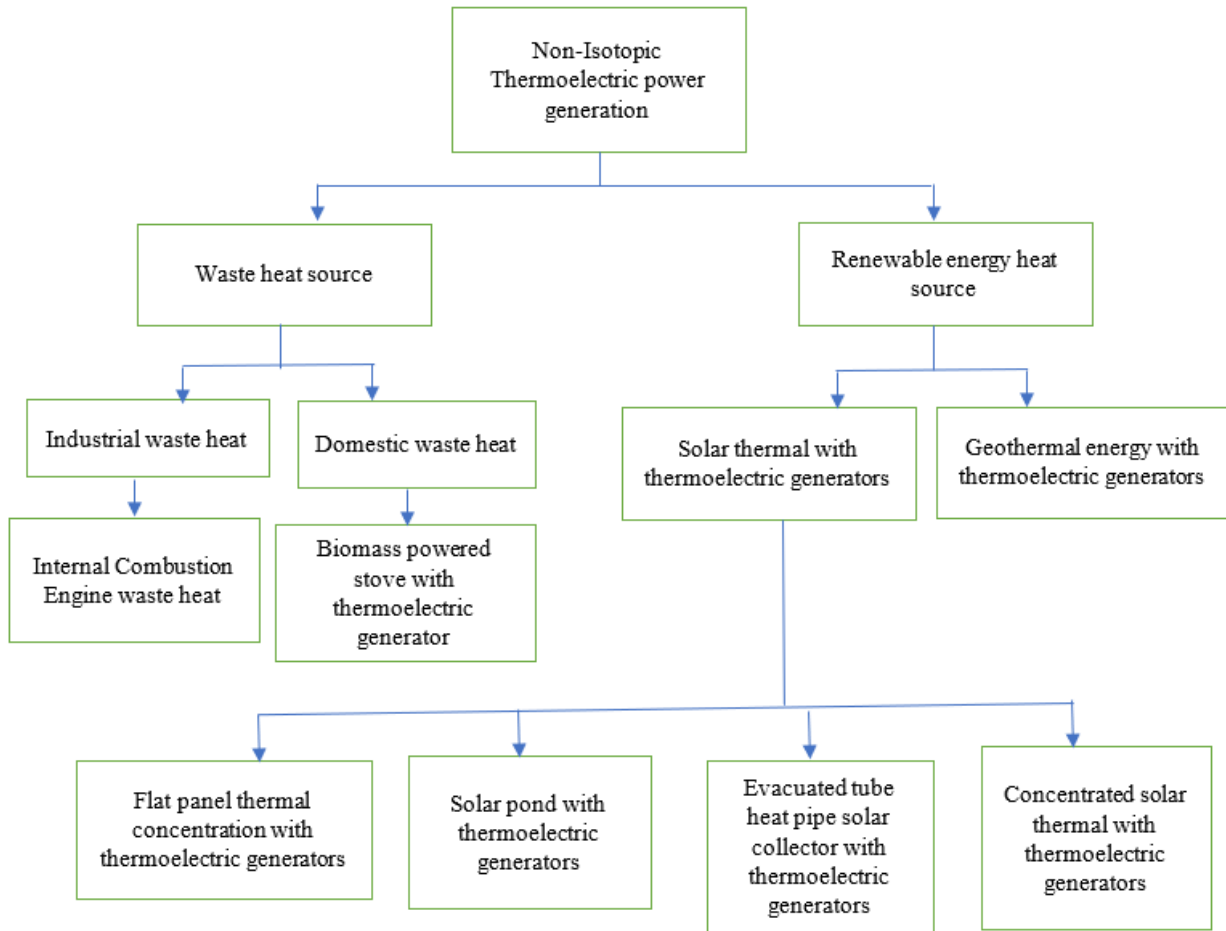 Non-Isotopic
Thermoelectric power
generation
Waste heat source
Renewable energy heat
source
Industrial waste heat
Domestic waste heat
Solar thermal with
thermoelectric generators
Geothermal energy with
thermoelectric generators
Internal Combustion
Engine waste heat
Biomass powered
stove with
thermoelectric
generator
Flat panel thermal
concentration with
thermoelectric generators
Solar pond with
thermoelectric
generators
Evacuated tube
heat pipe solar
collector with
thermoelectric
generators
Concentrated solar
thermal with
thermoelectric
generators